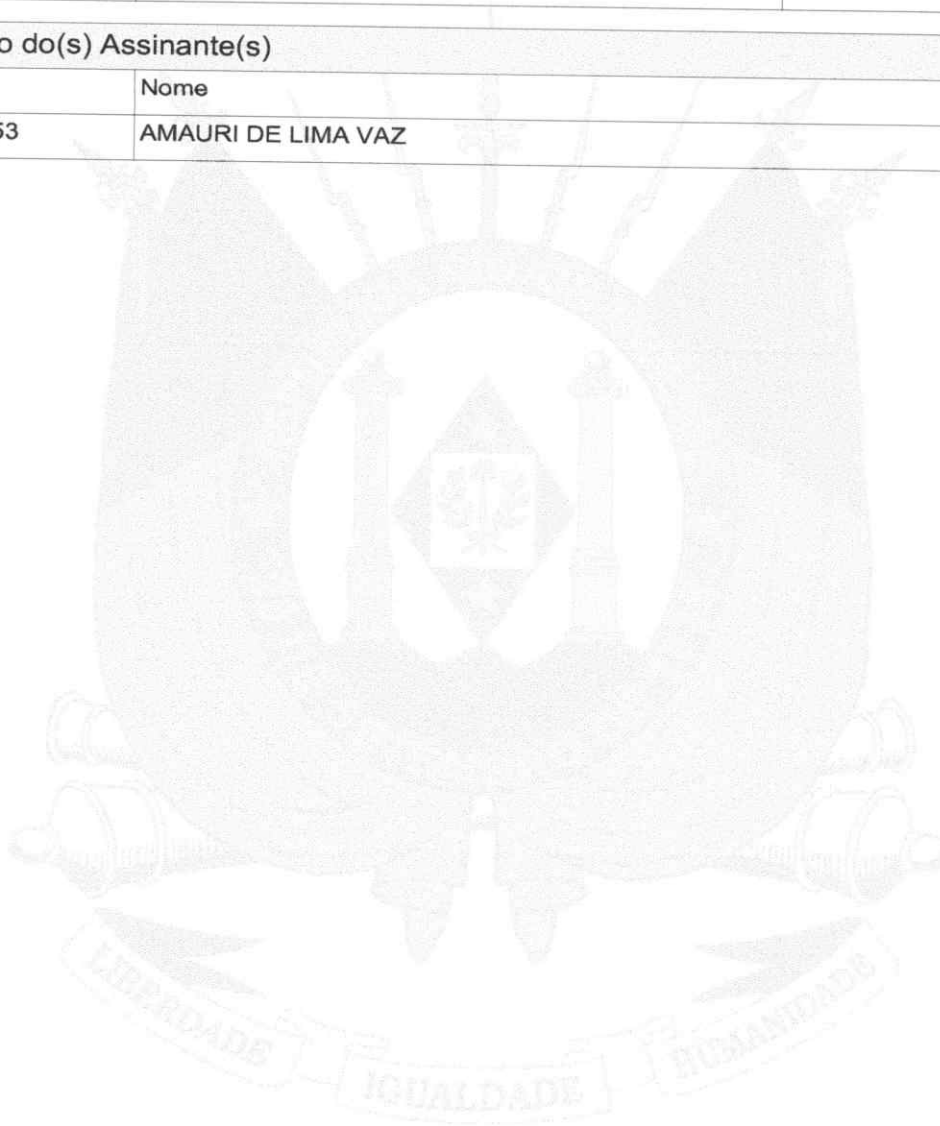 o do(s) Assinante(s)
Nome
53 AMAURI DE LIMA VAZ
LIBERDADE
IGUALDADE
HUMANIDADE